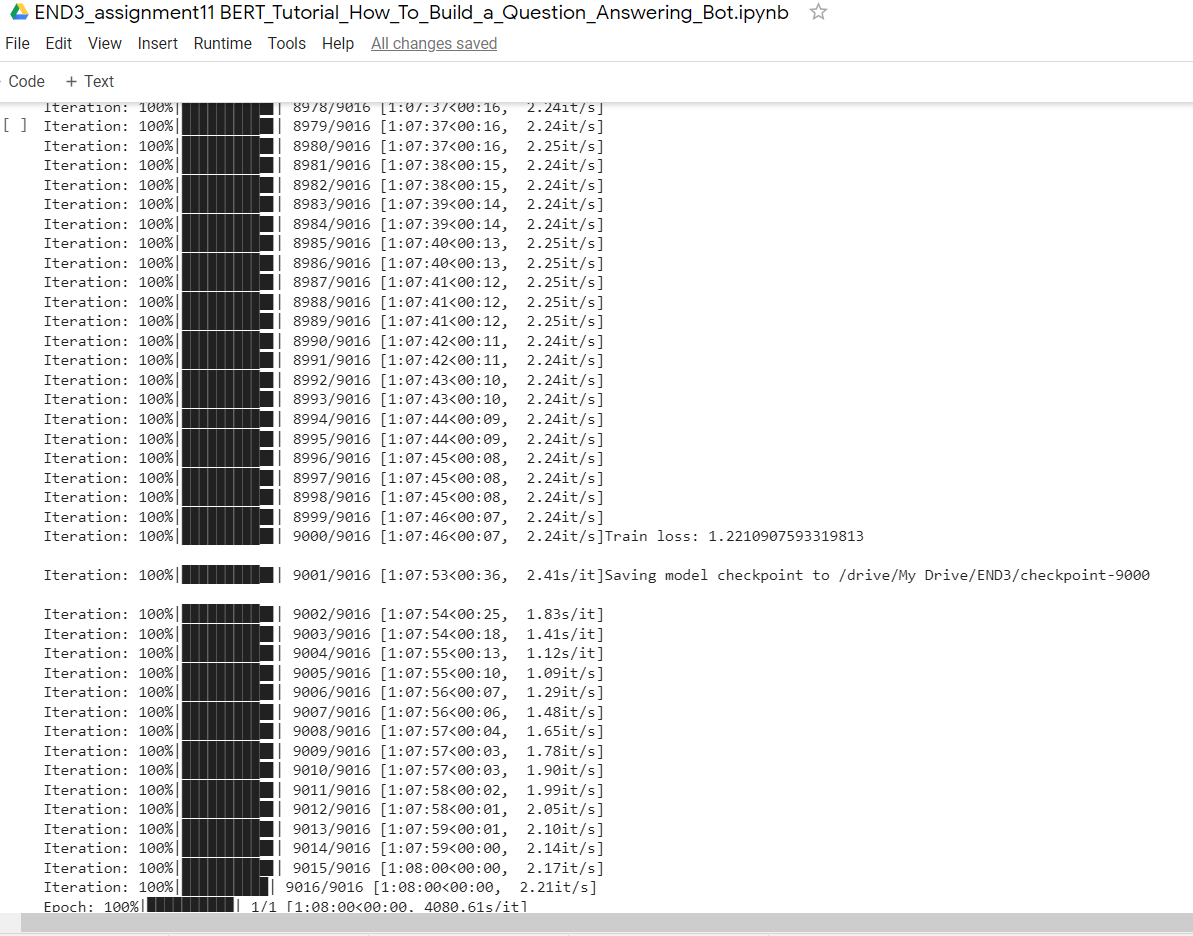 END3_assignment11 BERT_Tutorial_How_To_Build_a_Question_Answering_Bot.ipynb
File Edit View Insert Runtime Tools Help All changes saved
Code + Text
Iteration: 100%|██████████| 8978/9016 [1:07:37<00:16, 2.24it/s]
[ ] Iteration: 100%|██████████| 8979/9016 [1:07:37<00:16, 2.24it/s]
Iteration: 100%|██████████| 8980/9016 [1:07:37<00:16, 2.25it/s]
Iteration: 100%|██████████| 8981/9016 [1:07:38<00:15, 2.24it/s]
Iteration: 100%|██████████| 8982/9016 [1:07:38<00:15, 2.24it/s]
Iteration: 100%|██████████| 8983/9016 [1:07:39<00:14, 2.24it/s]
Iteration: 100%|██████████| 8984/9016 [1:07:39<00:14, 2.24it/s]
Iteration: 100%|██████████| 8985/9016 [1:07:40<00:13, 2.25it/s]
Iteration: 100%|██████████| 8986/9016 [1:07:40<00:13, 2.25it/s]
Iteration: 100%|██████████| 8987/9016 [1:07:41<00:12, 2.25it/s]
Iteration: 100%|██████████| 8988/9016 [1:07:41<00:12, 2.25it/s]
Iteration: 100%|██████████| 8989/9016 [1:07:41<00:12, 2.25it/s]
Iteration: 100%|██████████| 8990/9016 [1:07:42<00:11, 2.24it/s]
Iteration: 100%|██████████| 8991/9016 [1:07:42<00:11, 2.24it/s]
Iteration: 100%|██████████| 8992/9016 [1:07:43<00:10, 2.24it/s]
Iteration: 100%|██████████| 8993/9016 [1:07:43<00:10, 2.24it/s]
Iteration: 100%|██████████| 8994/9016 [1:07:44<00:09, 2.24it/s]
Iteration: 100%|██████████| 8995/9016 [1:07:44<00:09, 2.24it/s]
Iteration: 100%|██████████| 8996/9016 [1:07:45<00:08, 2.24it/s]
Iteration: 100%|██████████| 8997/9016 [1:07:45<00:08, 2.24it/s]
Iteration: 100%|██████████| 8998/9016 [1:07:45<00:08, 2.24it/s]
Iteration: 100%|██████████| 8999/9016 [1:07:46<00:07, 2.24it/s]
Iteration: 100%|██████████| 9000/9016 [1:07:46<00:07, 2.24it/s]Train loss: 1.2210907593319813
Iteration: 100%|██████████| 9001/9016 [1:07:53<00:36, 2.41s/it]Saving model checkpoint to /drive/My Drive/END3/checkpoint-9000
Iteration: 100%|██████████| 9002/9016 [1:07:54<00:25, 1.83s/it]
Iteration: 100%|██████████| 9003/9016 [1:07:54<00:18, 1.41s/it]
Iteration: 100%|██████████| 9004/9016 [1:07:55<00:13, 1.12s/it]
Iteration: 100%|██████████| 9005/9016 [1:07:55<00:10, 1.09it/s]
Iteration: 100%|██████████| 9006/9016 [1:07:56<00:07, 1.29it/s]
Iteration: 100%|██████████| 9007/9016 [1:07:56<00:06, 1.48it/s]
Iteration: 100%|██████████| 9008/9016 [1:07:57<00:04, 1.65it/s]
Iteration: 100%|██████████| 9009/9016 [1:07:57<00:03, 1.78it/s]
Iteration: 100%|██████████| 9010/9016 [1:07:57<00:03, 1.90it/s]
Iteration: 100%|██████████| 9011/9016 [1:07:58<00:02, 1.99it/s]
Iteration: 100%|██████████| 9012/9016 [1:07:58<00:01, 2.05it/s]
Iteration: 100%|██████████| 9013/9016 [1:07:59<00:01, 2.10it/s]
Iteration: 100%|██████████| 9014/9016 [1:07:59<00:00, 2.14it/s]
Iteration: 100%|██████████| 9015/9016 [1:08:00<00:00, 2.17it/s]
Iteration: 100%|██████████| 9016/9016 [1:08:00<00:00, 2.21it/s]
Epoch: 100%|██████████| 1/1 [1:08:00<00:00, 4080.61s/it]